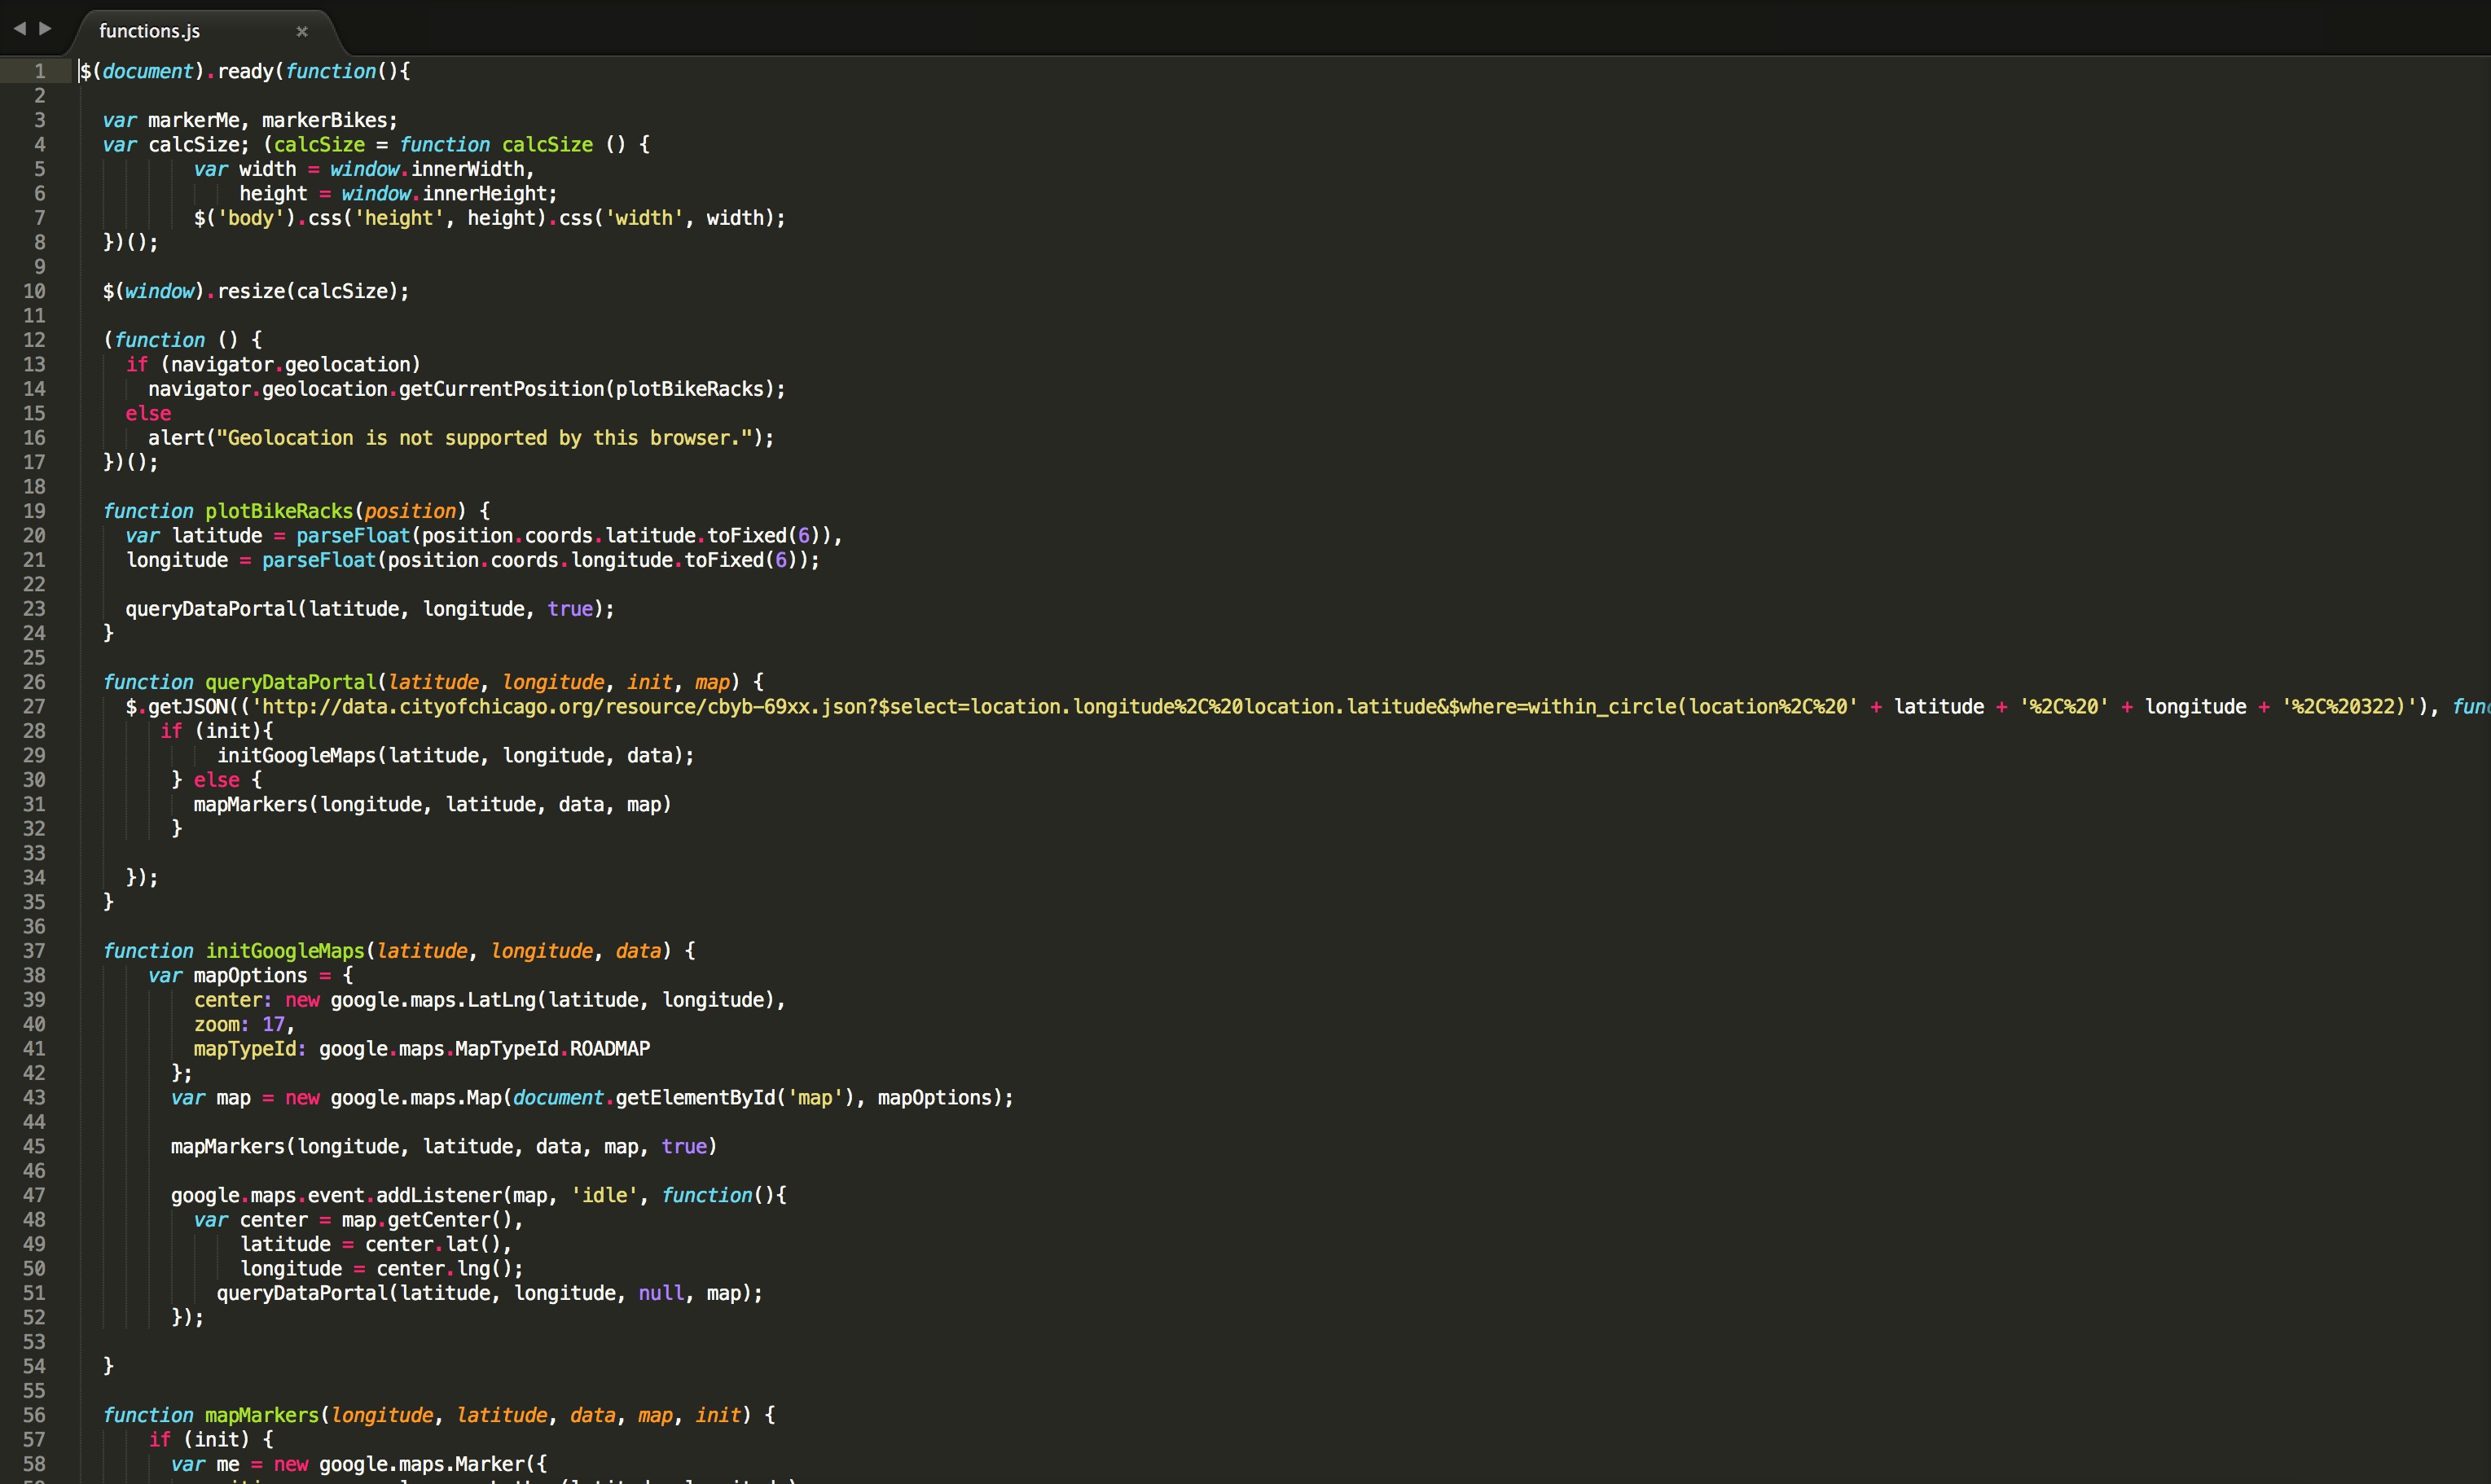 functions.js
1 $(document).ready(function(){
2
3 var markerMe, markerBikes;
4 var calcSize; (calcSize = function calcSize () {
5 var width = window.innerWidth,
6 height = window.innerHeight;
7 $('body').css('height', height).css('width', width);
8 })();
9
10 $(window).resize(calcSize);
11
12 (function () {
13 if (navigator.geolocation)
14 navigator.geolocation.getCurrentPosition(plotBikeRacks);
15 else
16 alert("Geolocation is not supported by this browser.");
17 })();
18
19 function plotBikeRacks(position) {
20 var latitude = parseFloat(position.coords.latitude.toFixed(6)),
21 longitude = parseFloat(position.coords.longitude.toFixed(6));
22
23 queryDataPortal(latitude, longitude, true);
24 }
25
26 function queryDataPortal(latitude, longitude, init, map) {
27 $.getJSON(('http://data.cityofchicago.org/resource/cbyb-69xx.json?$select=location.longitude%2C%20location.latitude&$where=within_circle(location%2C%20' + latitude + '%2C%20' + longitude + '%2C%20322)'), func
28 if (init){
29 initGoogleMaps(latitude, longitude, data);
30 } else {
31 mapMarkers(longitude, latitude, data, map)
32 }
33
34 });
35 }
36
37 function initGoogleMaps(latitude, longitude, data) {
38 var mapOptions = {
39 center: new google.maps.LatLng(latitude, longitude),
40 zoom: 17,
41 mapTypeId: google.maps.MapTypeId.ROADMAP
42 };
43 var map = new google.maps.Map(document.getElementById('map'), mapOptions);
44
45 mapMarkers(longitude, latitude, data, map, true)
46
47 google.maps.event.addListener(map, 'idle', function(){
48 var center = map.getCenter(),
49 latitude = center.lat(),
50 longitude = center.lng();
51 queryDataPortal(latitude, longitude, null, map);
52 });
53
54 }
55
56 function mapMarkers(longitude, latitude, data, map, init) {
57 if (init) {
58 var me = new google.maps.Marker({